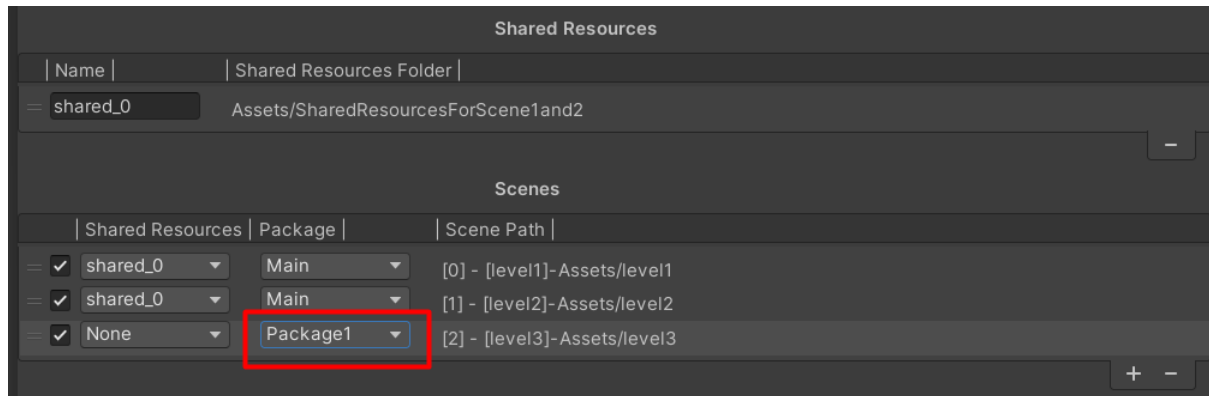 Shared Resources
| Name | | Shared Resources Folder |
shared_0 Assets/SharedResourcesForScene1and2
Scenes
| Shared Resources | Package | | Scene Path |
shared_0 Main [0] - [level1]-Assets/level1
shared_0 Main [1] - [level2]-Assets/level2
None Package1 [2] - [level3]-Assets/level3